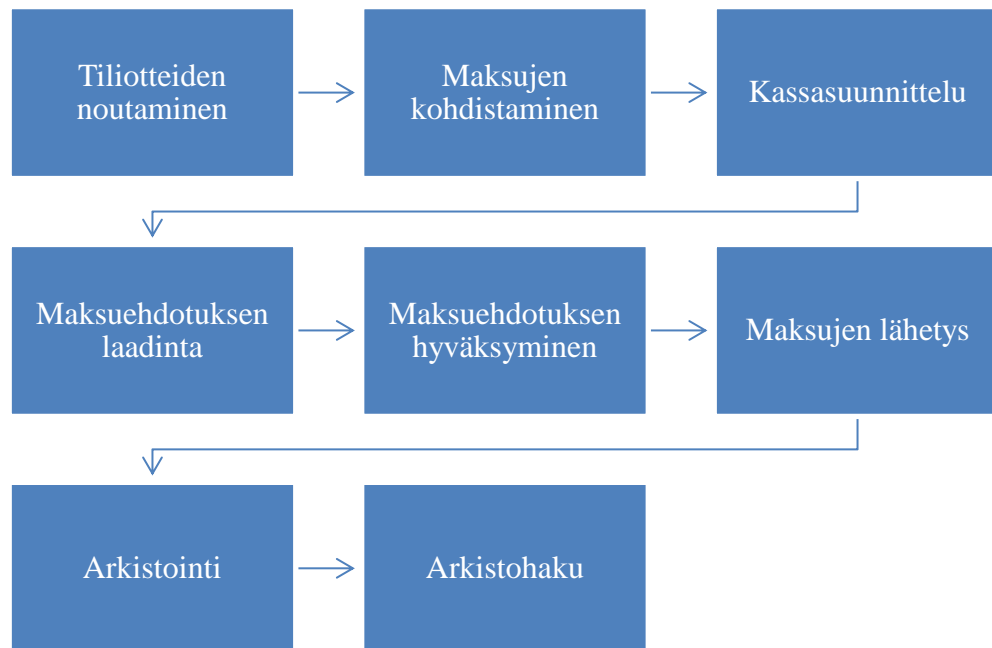 Tiliotteiden
noutaminen
Maksujen
kohdistaminen
Kassasuunnittelu
Maksuehdotuksen
laadinta
Maksuehdotuksen
hyväksyminen
Maksujen lähetys
Arkistointi
Arkistohaku